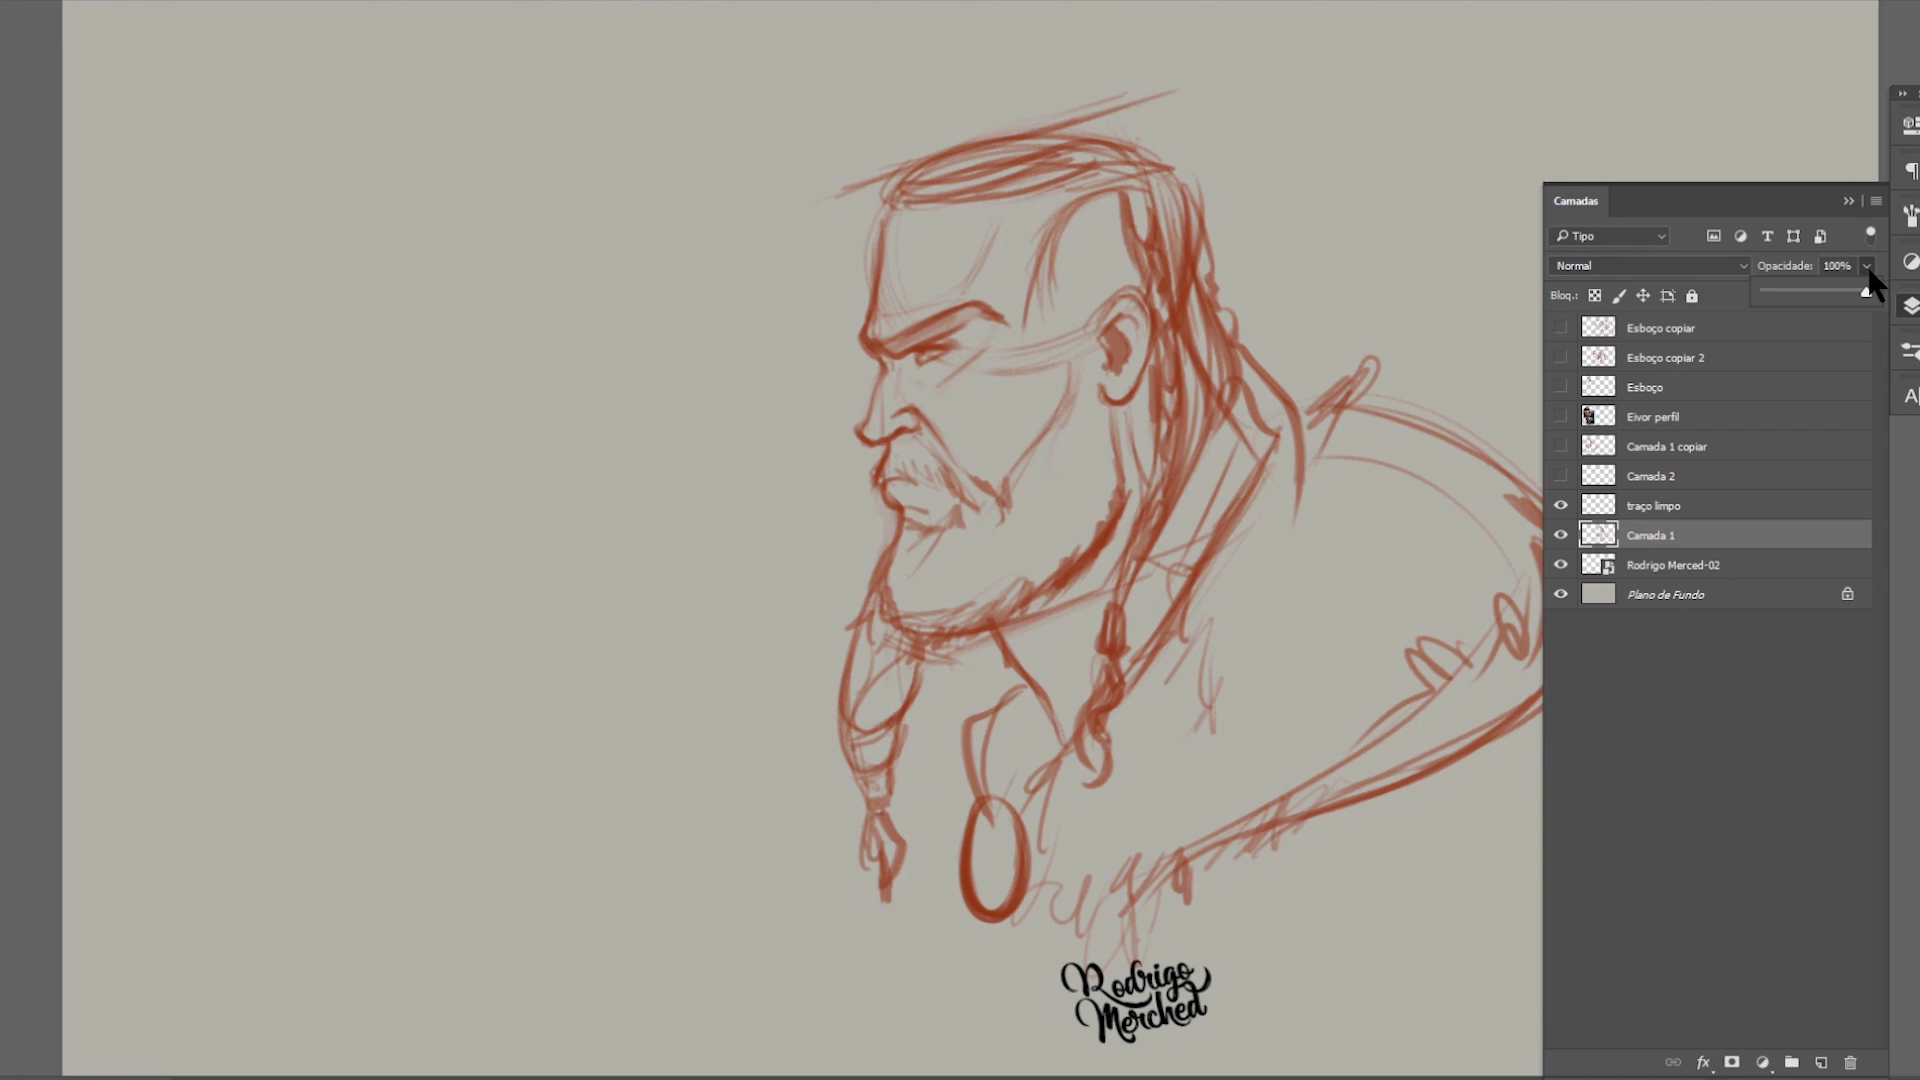 Camadas
Tipo
Normal
Opacidade: 100%
Bloq.:
Esboço copiar
Esboço copiar 2
Esboço
Eivor perfil
Camada 1 copiar
Camada 2
traço limpo
Camada 1
Rodrigo Merced-02
Plano de Fundo
fx
Rodrigo
Merched